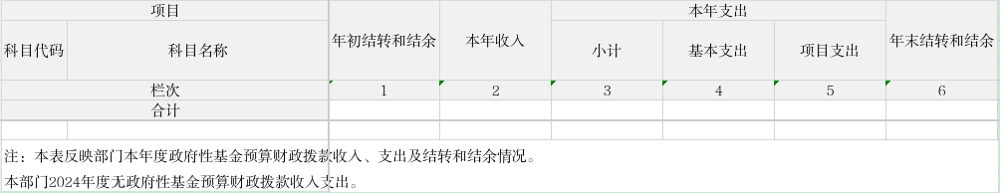 项目 本年支出
科目代码 科目名称 年初结转和结余 本年收入 小计 基本支出 项目支出 年末结转和结余
栏次 1 2 3 4 5 6
合计
注：本表反映部门本年度政府性基金预算财政拨款收入、支出及结转和结余情况。
本部门2024年度无政府性基金预算财政拨款收入支出。